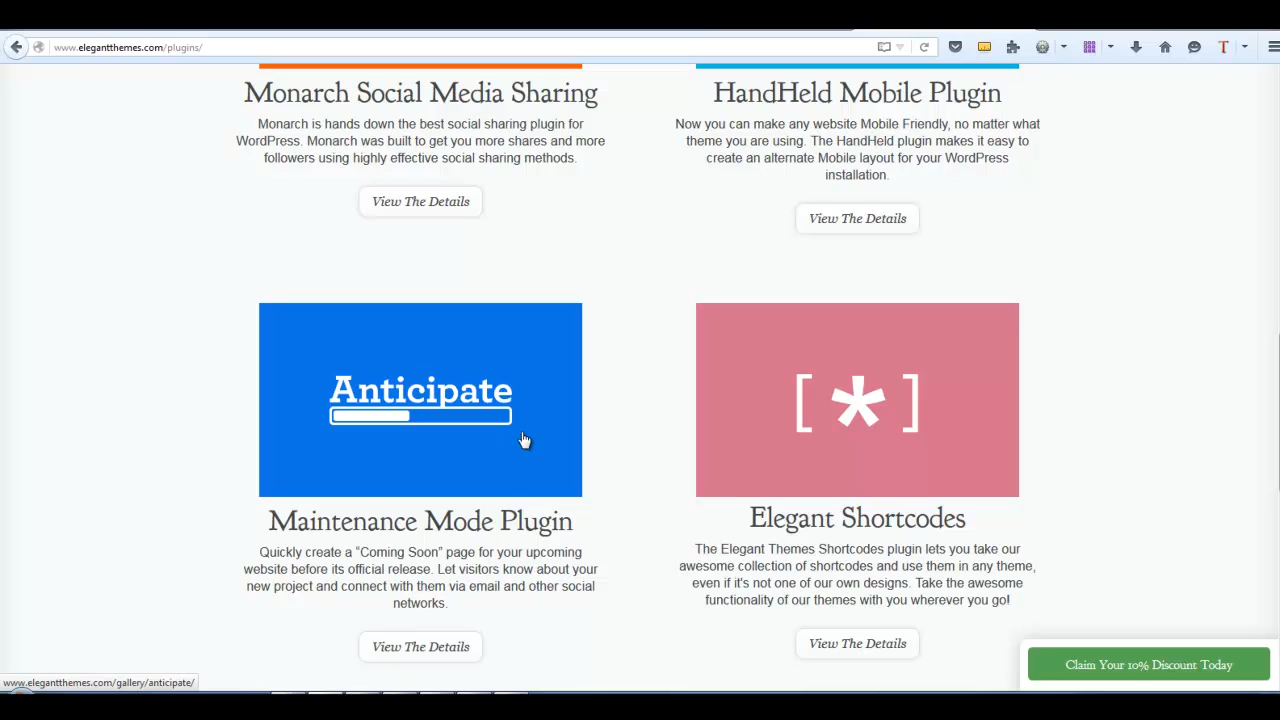 www.elegantthemes.com/plugins/
Monarch Social Media Sharing
Monarch is hands down the best social sharing plugin for
WordPress. Monarch was built to get you more shares and more
followers using highly effective social sharing methods.
View The Details
HandHeld Mobile Plugin
Now you can make any website Mobile Friendly, no matter what
theme you are using. The HandHeld plugin makes it easy to
create an alternate Mobile layout for your WordPress
installation.
View The Details
Anticipate
Maintenance Mode Plugin
Quickly create a “Coming Soon” page for your upcoming
website before its official release. Let visitors know about your
new project and connect with them via email and other social
networks.
View The Details
[*]
Elegant Shortcodes
The Elegant Themes Shortcodes plugin lets you take our
awesome collection of shortcodes and use them in any theme,
even if it's not one of our own designs. Take the awesome
functionality of our themes with you wherever you go!
View The Details
Claim Your 10% Discount Today
www.elegantthemes.com/gallery/anticipate/